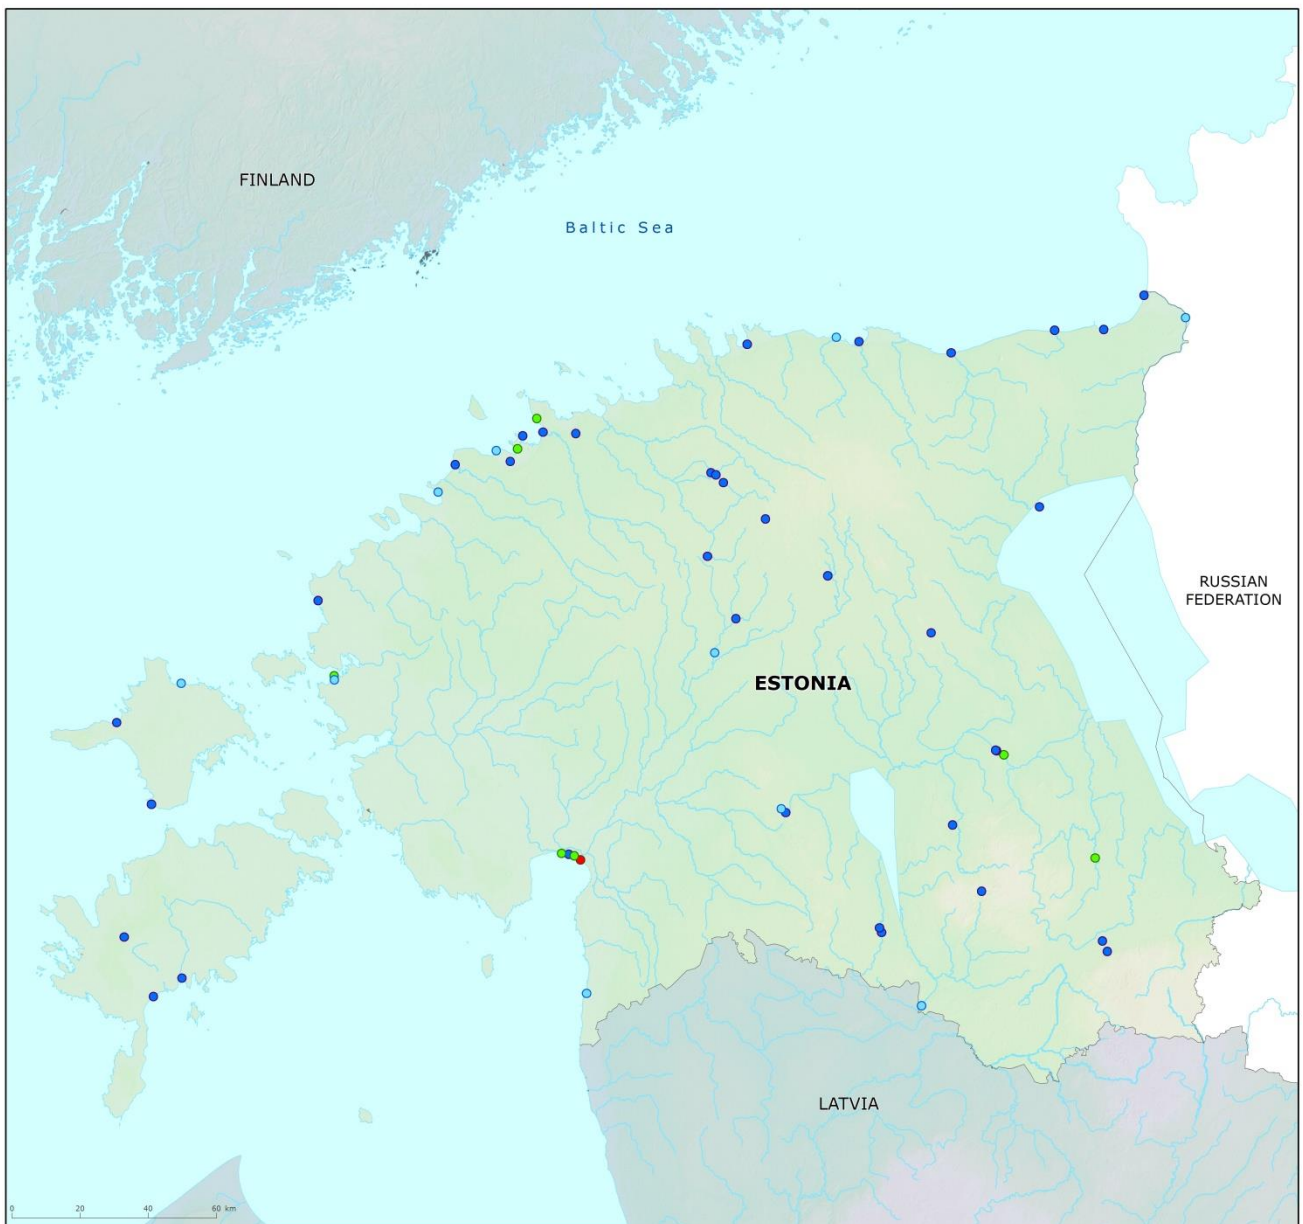 FINLAND
Baltic Sea
RUSSIAN
FEDERATION
ESTONIA
LATVIA
0 20 40 60 km